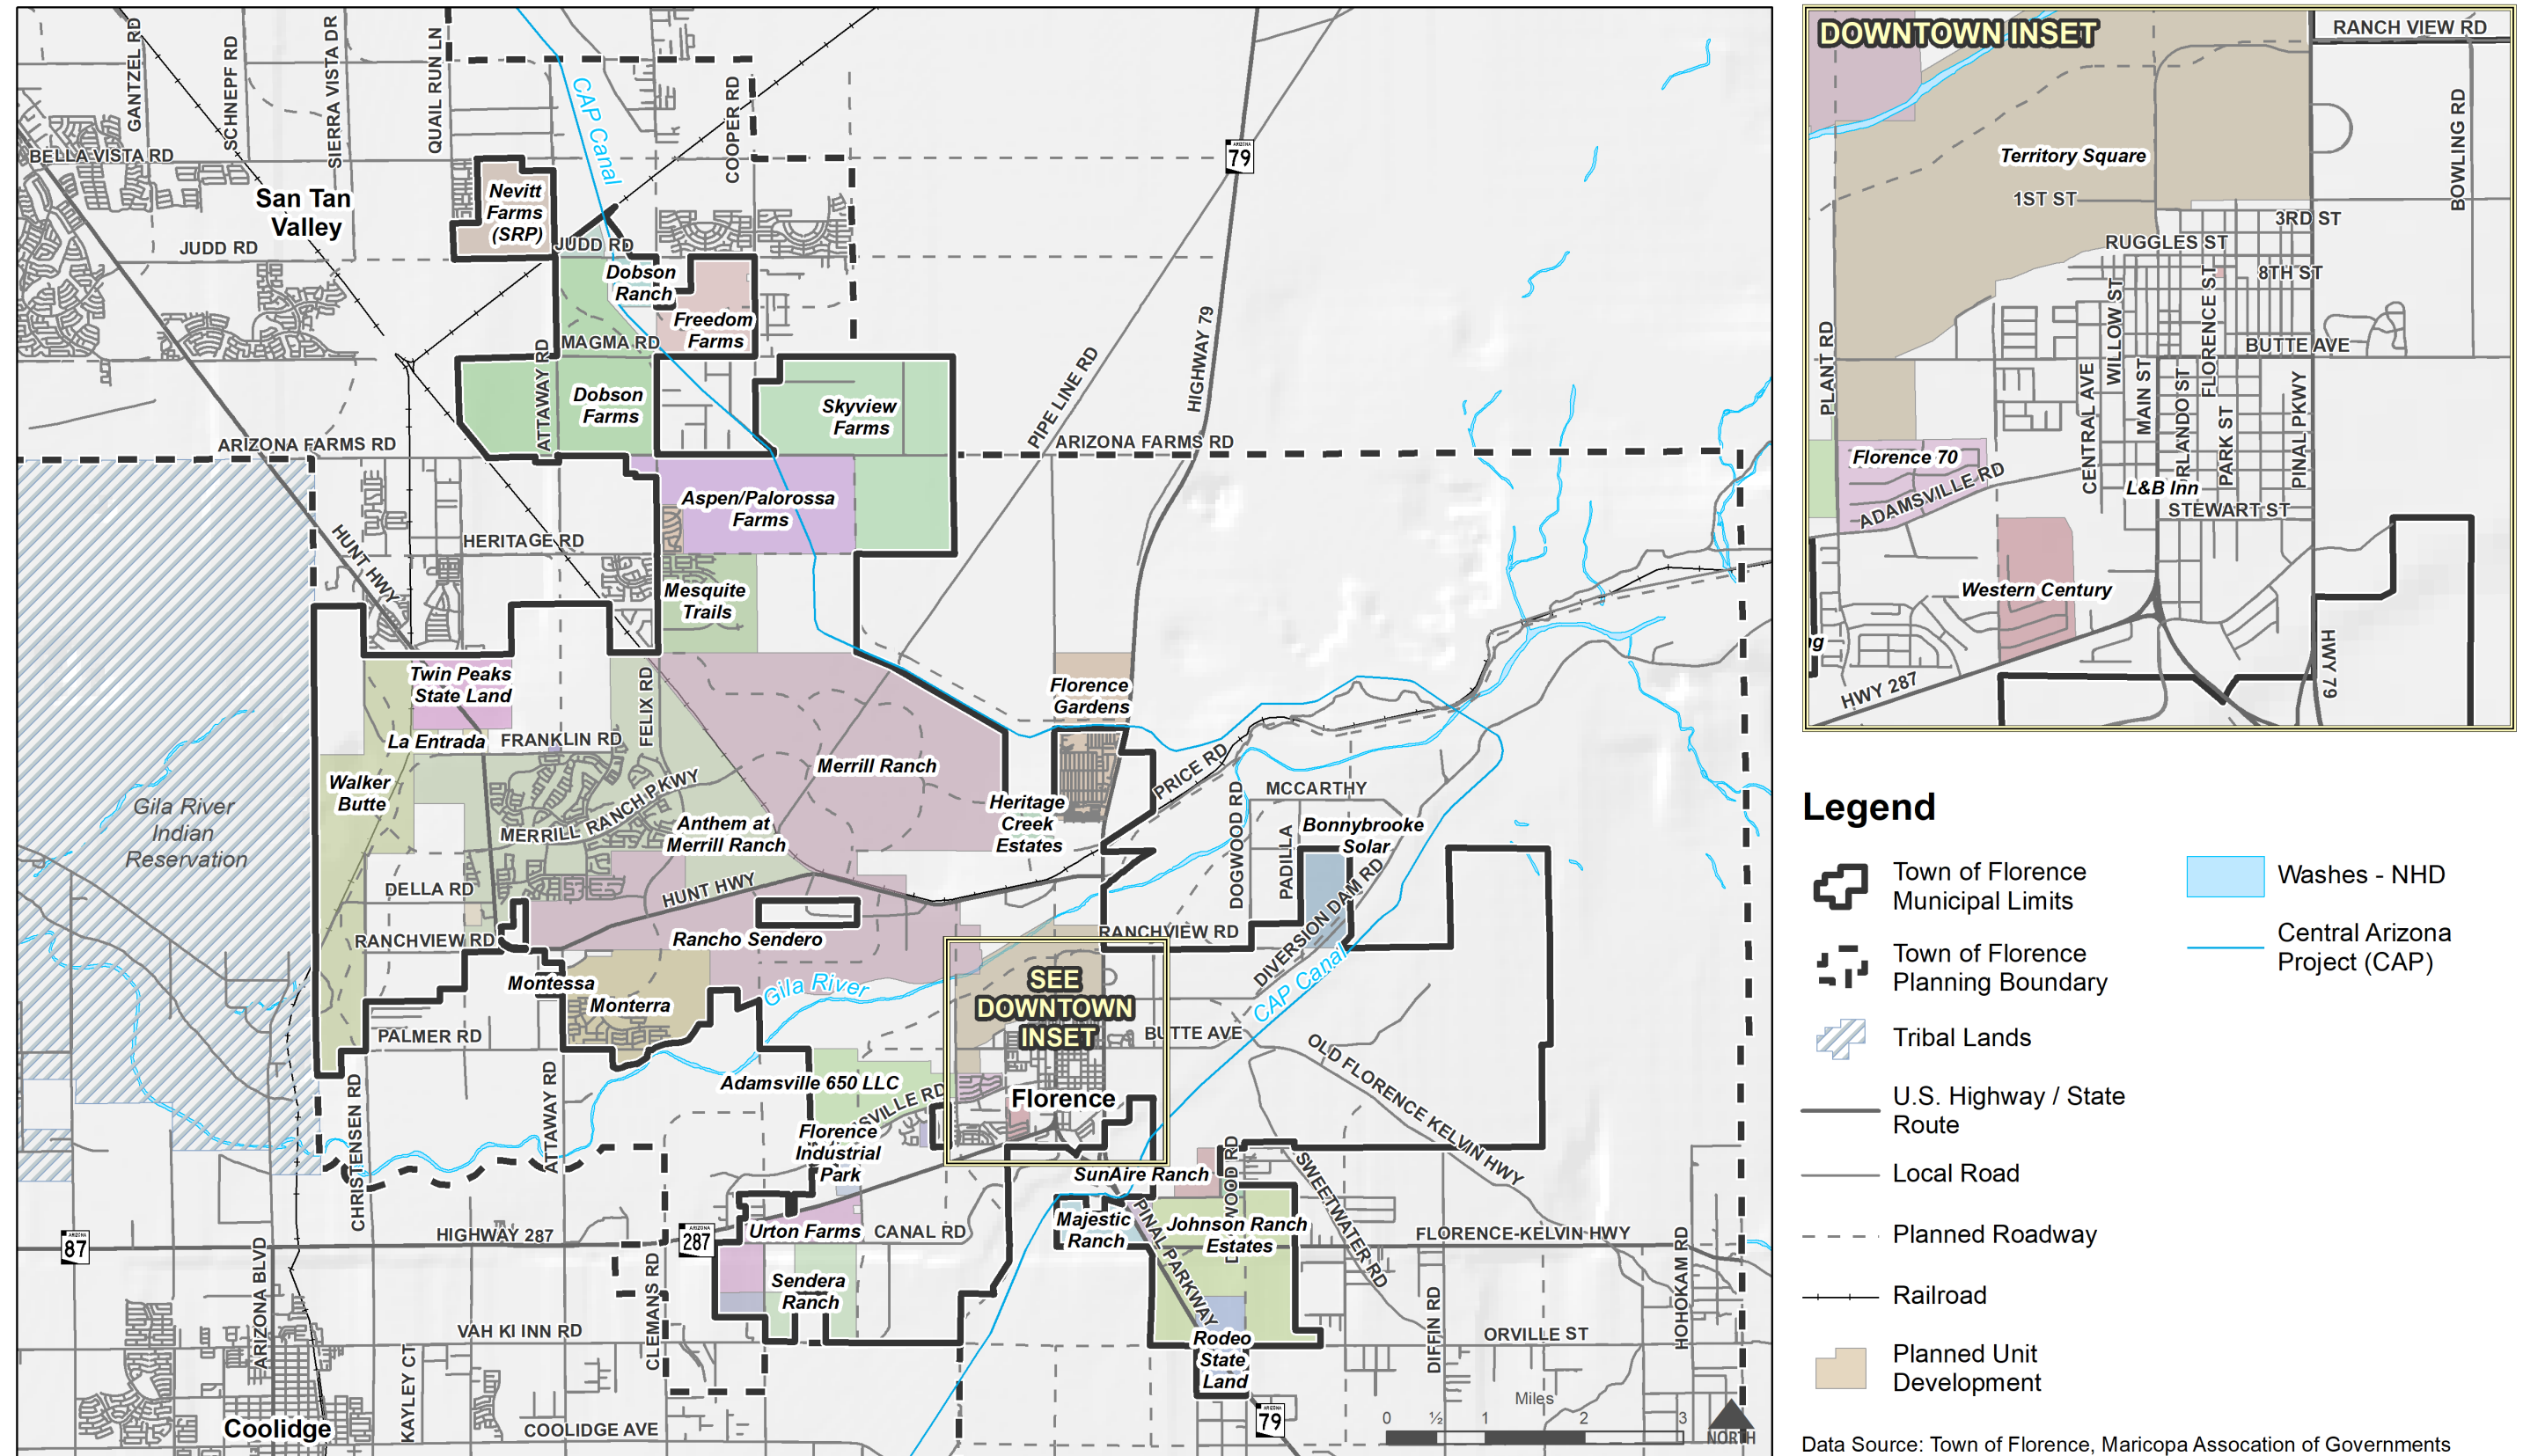 GANTZEL RD
SCHNEPF RD
SIERRA VISTA DR
QUAIL RUN LN
CAP Canal
COOPER RD
79
BELLA VISTA RD
San Tan
Valley
Nevitt
Farms
(SRP)
JUDD RD
JUDD RD
Dobson
Ranch
Freedom
Farms
MAGMA RD
ATTAWAY RD
Dobson
Farms
Skyview
Farms
PIPE LINE RD
HIGHWAY 79
ARIZONA FARMS RD
ARIZONA FARMS RD
Aspen/Palorossa
Farms
HUNT HWY
HERITAGE RD
Mesquite
Trails
Twin Peaks
State Land
FELIX RD
Florence
Gardens
La Entrada
FRANKLIN RD
Walker
Butte
Merrill Ranch
PRICE RD
Gila River
Indian
Reservation
MERRILL RANCH PKWY
Anthem at
Merrill Ranch
Heritage
Creek
Estates
DOGWOOD RD
MCCARTHY
PADILLA
Bonnybrooke
Solar
DELLA RD
HUNT HWY
DIVERSION DAM RD
RANCHVIEW RD
Rancho Sendero
RANCHVIEW RD
Montessa
Monterra
Gila River
SEE
DOWNTOWN
INSET
CAP Canal
PALMER RD
BUTTE AVE
OLD FLORENCE KELVIN HWY
Adamsville 650 LLC
SVILLE RD
Florence
CHRISTENSEN RD
ATTAWAY RD
Florence
Industrial
Park
SunAire Ranch
WOOD RD
SWEETWATER RD
87
HIGHWAY 287
287
Urton Farms
CANAL RD
Majestic
Ranch
PINAL PARKWAY
Johnson Ranch
Estates
D
FLORENCE-KELVIN HWY
HOHOKAM RD
ARIZONA BLVD
CLEMANS RD
Sendera
Ranch
VAH KI INN RD
KAYLEY CT
Rodeo
State
Land
DIFFIN RD
ORVILLE ST
Coolidge
COOLIDGE AVE
79
Miles
0 ½ 1 2 3
NORTH
DOWNTOWN INSET
RANCH VIEW RD
BOWLING RD
Territory Square
1ST ST
3RD ST
RUGGLES ST
8TH ST
PLANT RD
WILLOW ST
FLORENCE ST
BUTTE AVE
CENTRAL AVE
MAIN ST
RLANDO ST
PARK ST
PINAL PKWY
Florence 70
ADAMSVILLE RD
L&B Inn
STEWART ST
Western Century
HWY 287
HWY 79
Legend
Town of Florence
Municipal Limits
Town of Florence
Planning Boundary
Tribal Lands
U.S. Highway / State
Route
Local Road
Planned Roadway
Railroad
Planned Unit
Development
Washes - NHD
Central Arizona
Project (CAP)
Data Source: Town of Florence, Maricopa Assocation of Governments